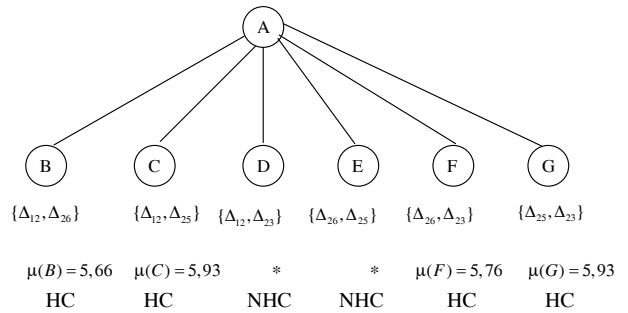 A
B C D E F G
{Δ₁₂, Δ₂₆} {Δ₁₂, Δ₂₅} {Δ₁₂, Δ₂₃} {Δ₂₆, Δ₂₅} {Δ₂₆, Δ₂₃} {Δ₂₅, Δ₂₃}
μ(B) = 5,66 μ(C) = 5,93 * * μ(F) = 5,76 μ(G) = 5,93
HC HC NHC NHC HC HC